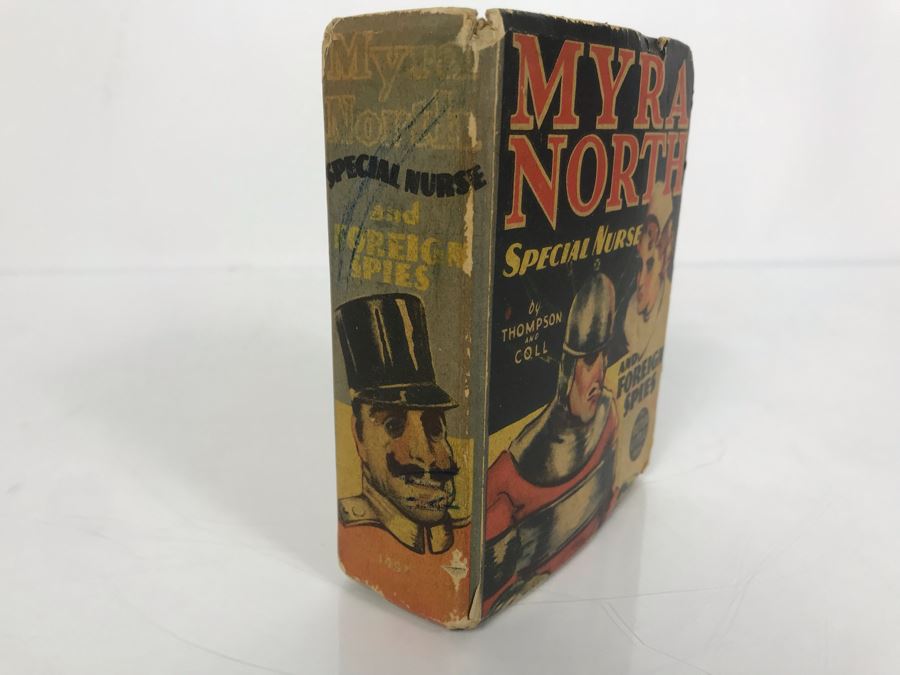 Myra
North
SPECIAL NURSE
and
FOREIGN
SPIES
MYRA
NORTH
SPECIAL NURSE
by
THOMPSON
AND
COLL
AND
FOREIGN
SPIES